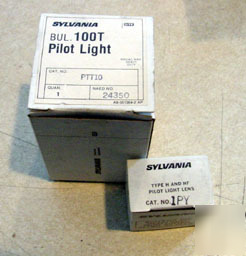 SYLVANIA
BUL. 100T
Pilot Light
CAT. NO.
PTT10
QUAN.
1
NAED NO.
24350
SYLVANIA
TYPE H AND HF
PILOT LIGHT LENS
CAT. NO. 1PY